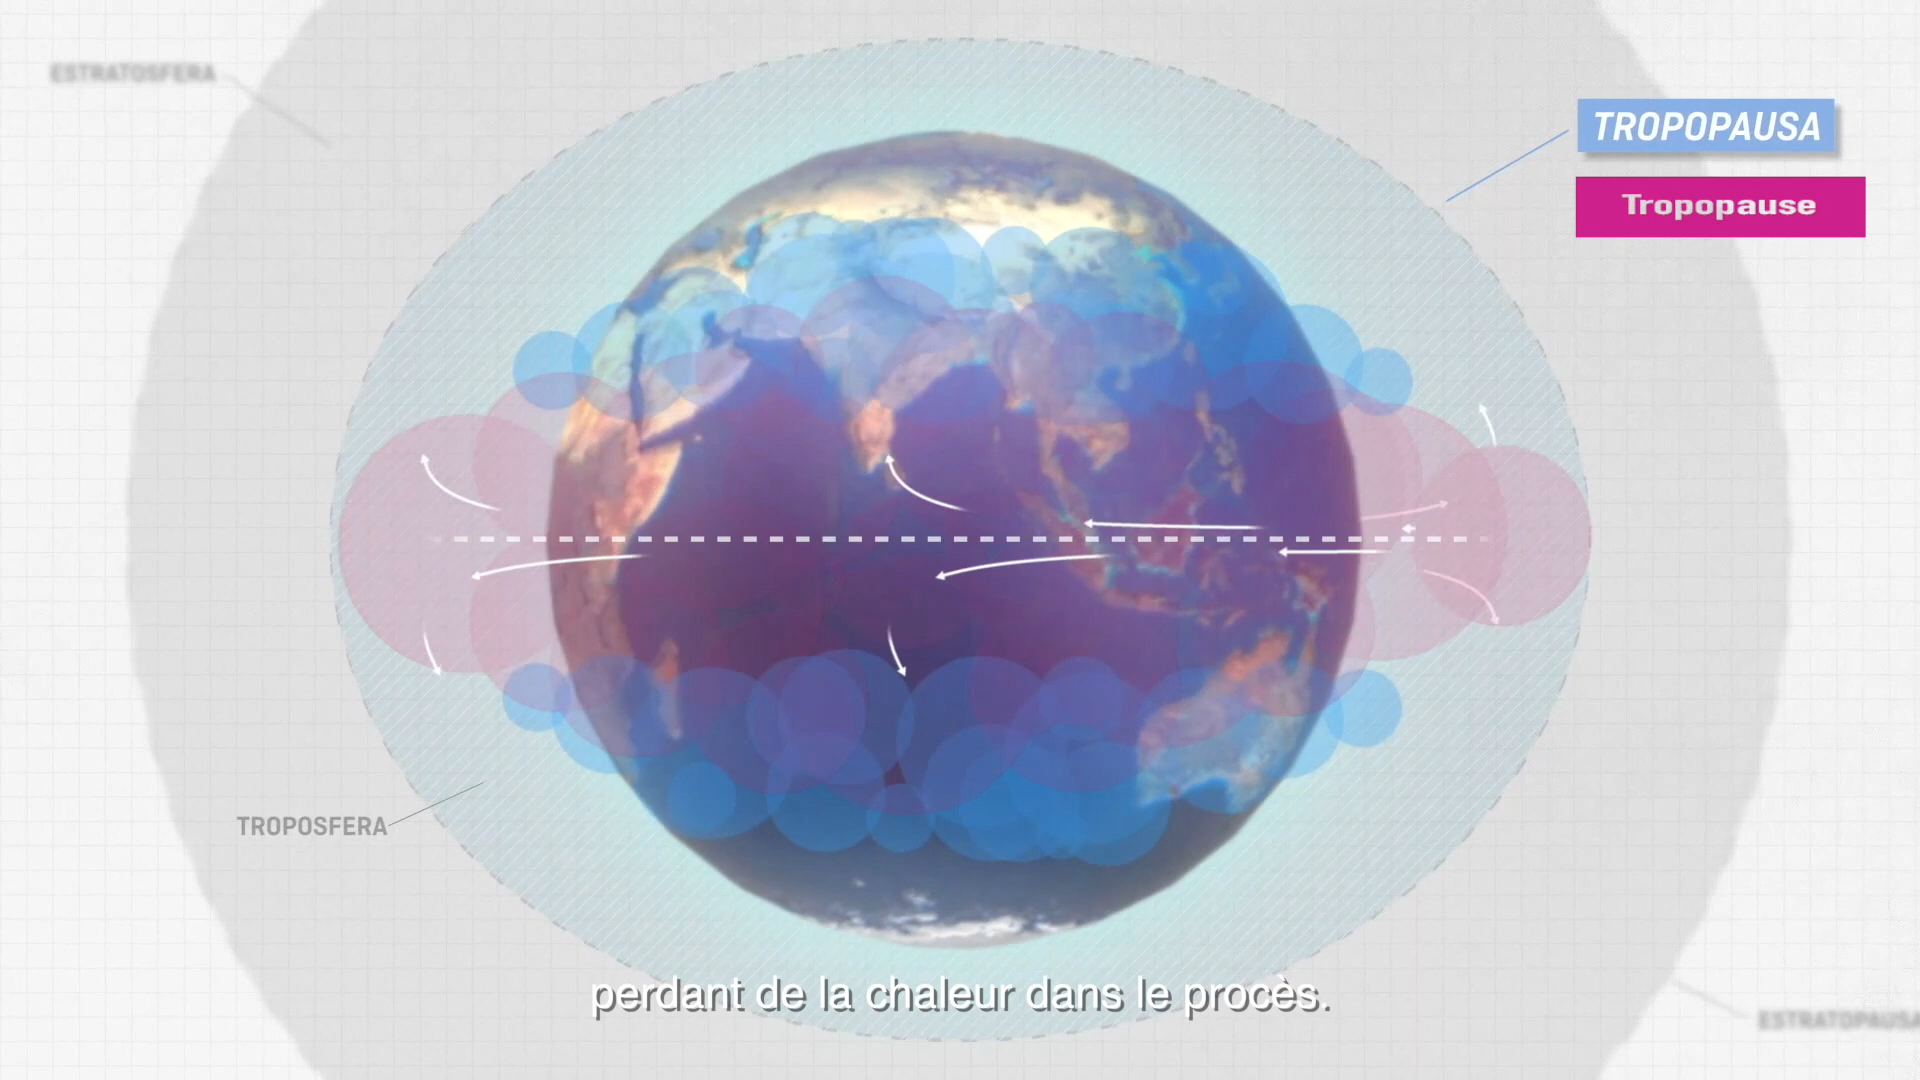 ESTRATOSFERA
TROPOPAUSA
Tropopause
TROPOSFERA
perdant de la chaleur dans le procès.
ESTRATOPAUSA